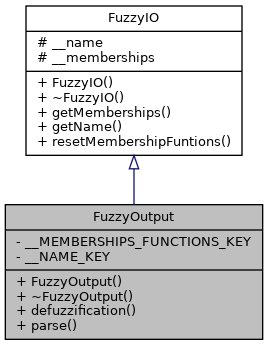 FuzzyIO
# __name
# __memberships
+ FuzzyIO()
+ ~FuzzyIO()
+ getMemberships()
+ getName()
+ resetMembershipFuntions()
FuzzyOutput
- __MEMBERSHIPS_FUNCTIONS_KEY
- __NAME_KEY
+ FuzzyOutput()
+ ~FuzzyOutput()
+ defuzzification()
+ parse()